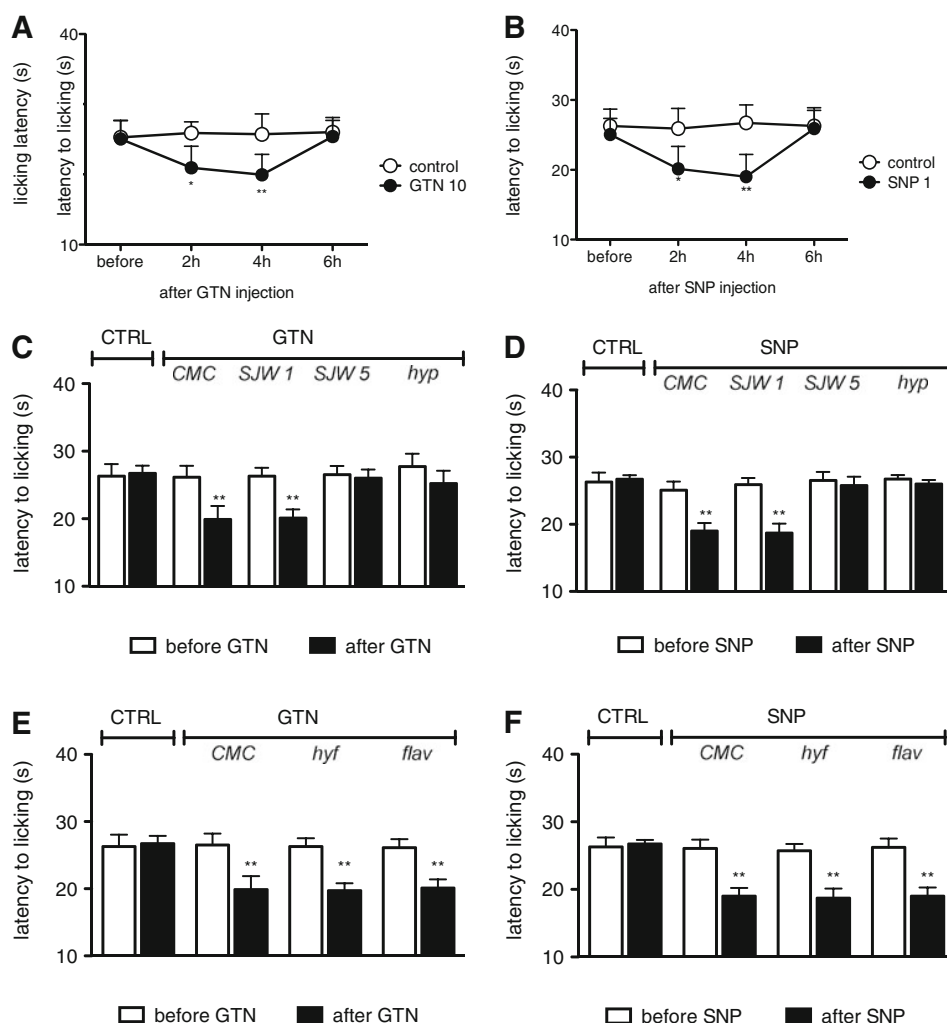 A
licking latency (s)
latency to licking (s)
40
10
before 2h 4h 6h
after GTN injection
* **
control
GTN 10
B
latency to licking (s)
40
30
20
10
before 2h 4h 6h
after SNP injection
* **
control
SNP 1
C
CTRL GTN
CMC SJW 1 SJW 5 hyp
latency to licking (s)
40
30
20
10
** **
before GTN after GTN
D
CTRL SNP
CMC SJW 1 SJW 5 hyp
latency to licking (s)
40
30
20
10
** **
before SNP after SNP
E
CTRL GTN
CMC hyf flav
latency to licking (s)
40
30
20
10
** ** **
before GTN after GTN
F
CTRL SNP
CMC hyf flav
latency to licking (s)
40
30
20
10
** ** **
before SNP after SNP